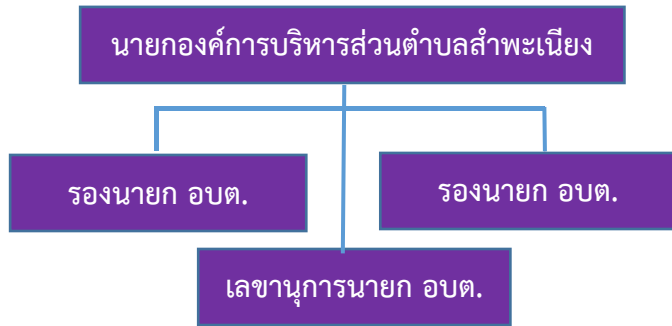 นายกองค์การบริหารส่วนตำบลสำพะเนียง
รองนายก อบต.
รองนายก อบต.
เลขานุการนายก อบต.